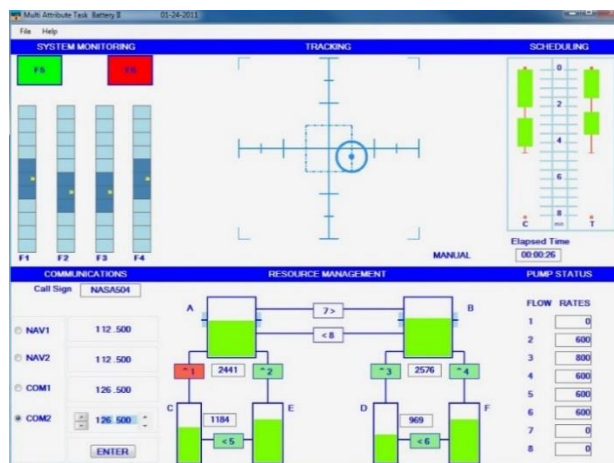 Multi Attribute Task Battery II 01-24-2011
File Help
SYSTEM MONITORING
F5
F6
F1 F2 F3 F4
TRACKING
MANUAL
SCHEDULING
0
2
4
6
8
C T
Elapsed Time
00:00:26
COMMUNICATIONS
Call Sign NASA504
NAV1 112 .500
NAV2 112 .500
COM1 126 .500
COM2 126 .500
ENTER
RESOURCE MANAGEMENT
A B
7 >
< 8
^ 1 2441 ^ 2 ^ 3 2576 ^ 4
C 1184 E D 969 F
< 5 < 6
PUMP STATUS
FLOW RATES
1 0
2 600
3 800
4 600
5 600
6 600
7 0
8 0